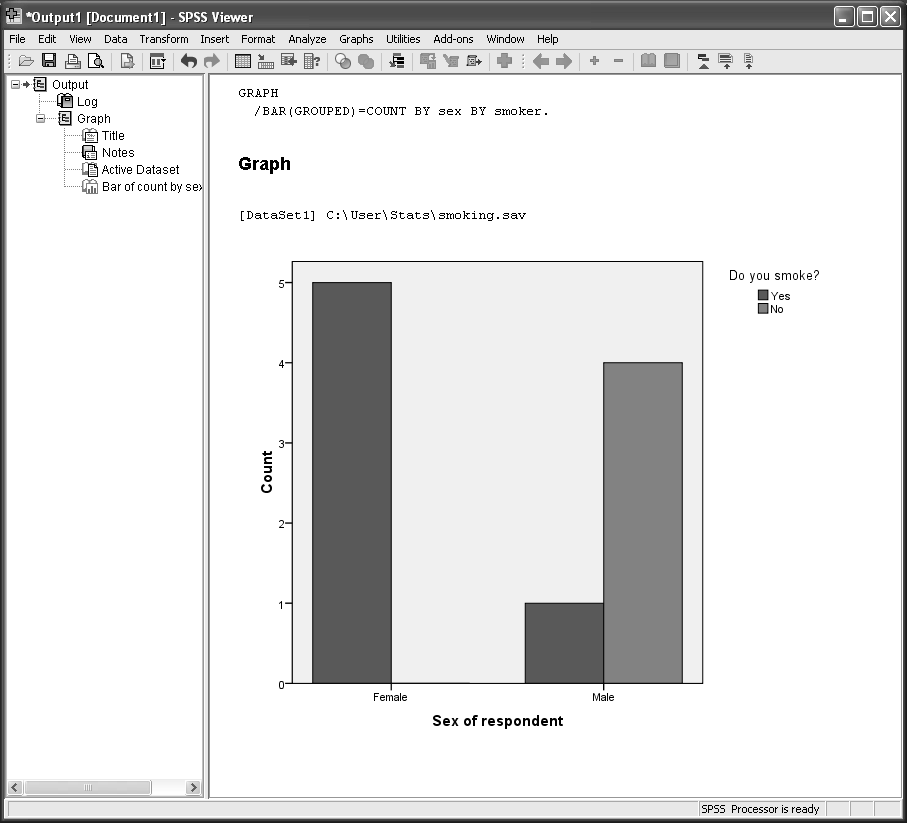 *Output1 [Document1] - SPSS Viewer
File Edit View Data Transform Insert Format Analyze Graphs Utilities Add-ons Window Help
Output
Log
Graph
Title
Notes
Active Dataset
Bar of count by sex
GRAPH
/BAR(GROUPED)=COUNT BY sex BY smoker.
Graph
[DataSet1] C:\User\Stats\smoking.sav
Do you smoke?
Yes
No
5
4
3
2
1
0
Count
Female Male
Sex of respondent
SPSS Processor is ready